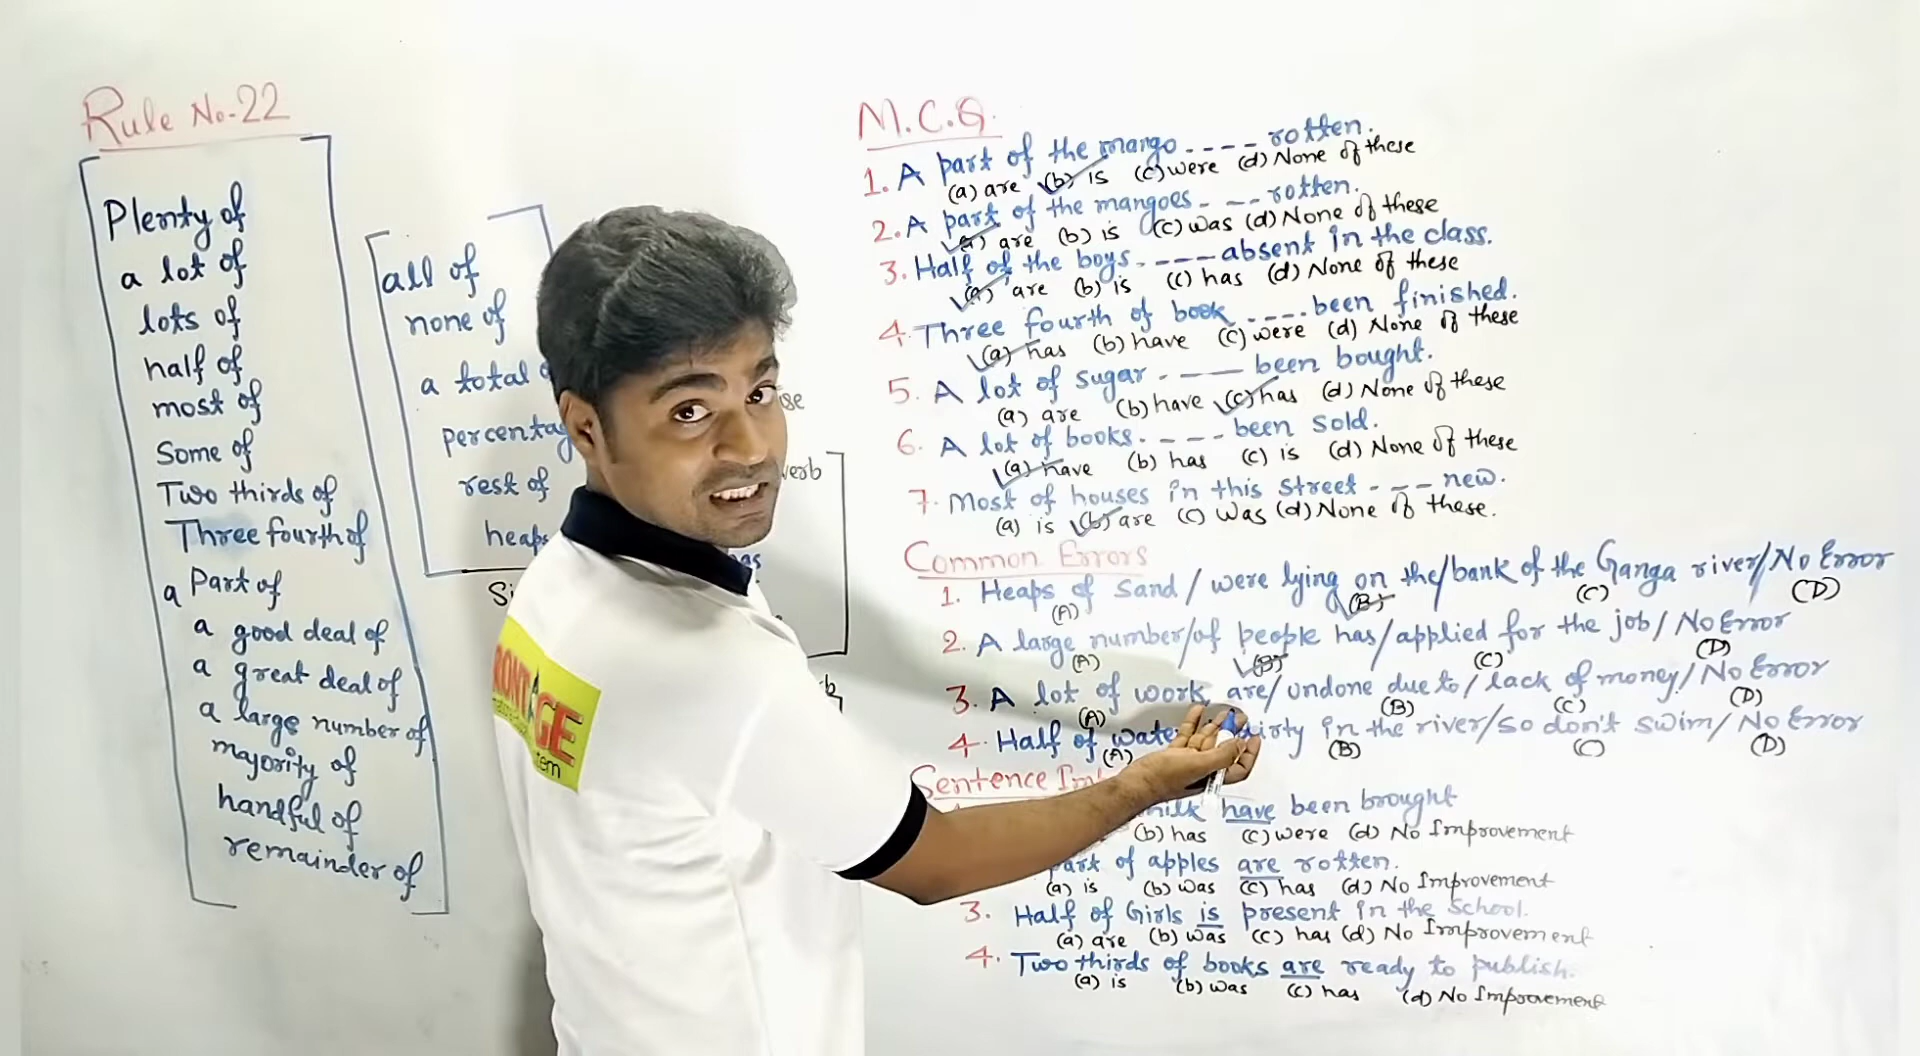 Rule No-22
Plenty of
a lot of
lots of
half of
most of
Some of
Two thirds of
Three fourth of
a Part of
a good deal of
a great deal of
a large number of
majority of
handful of
remainder of
all of
none of
a total
percentag
rest of
heaps
verb
M.C.Q.
1. A part of the mango ---- rotten.
(a) are (b) is (c) were (d) None of these
2. A part of the mangoes - -- rotten.
(a) are (b) is (c) was (d) None of these
3. Half of the boys ---- absent in the class.
(a) are (b) is (c) has (d) None of these
4. Three fourth of book ---- been finished.
(a) has (b) have (c) were (d) None of these
5. A lot of sugar ---- been bought.
(a) are (b) have (c) has (d) None of these
6. A lot of books ---- been sold.
(a) have (b) has (c) is (d) None of these
7. Most of houses in this street --- new.
(a) is (b) are (c) was (d) None of these.
Common Errors
1. Heaps of Sand / were lying on the / bank of the Ganga river / No Error
(A) (B) (C) (D)
2. A large number / of people has / applied for the job / No Error
(A) (B) (C) (D)
3. A lot of work are / undone due to / lack of money / No Error
(A) (B) (C) (D)
4. Half of wate dirty in the river / so don't swim / No Error
(A) (B) (C) (D)
Sentence Im
milk have been brought
(b) has (c) were (d) No Improvement
part of apples are rotten.
(a) is (b) was (c) has (d) No Improvement
3. Half of Girls is present in the school.
(a) are (b) was (c) has (d) No Improvement
4. Two thirds of books are ready to publish.
(a) is (b) was (c) has (d) No Improvement